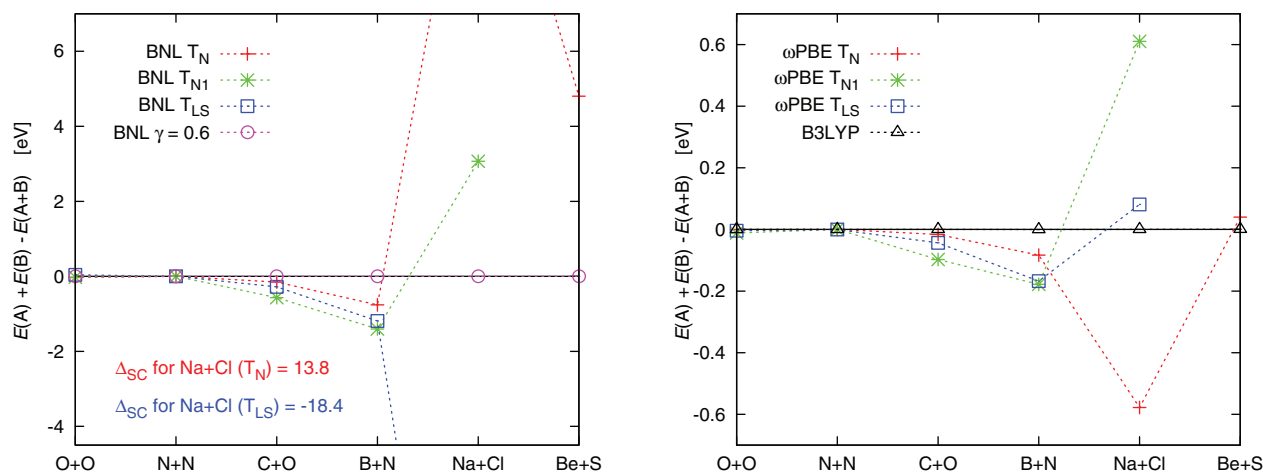 E(A) + E(B) - E(A+B)   [eV]
6
4
2
0
-2
-4
BNL T_N
BNL T_N1
BNL T_LS
BNL γ = 0.6
Δ_SC for Na+Cl (T_N) = 13.8
Δ_SC for Na+Cl (T_LS) = -18.4
O+O N+N C+O B+N Na+Cl Be+S
E(A) + E(B) - E(A+B)   [eV]
0.6
0.4
0.2
0
-0.2
-0.4
-0.6
ωPBE T_N
ωPBE T_N1
ωPBE T_LS
B3LYP
O+O N+N C+O B+N Na+Cl Be+S